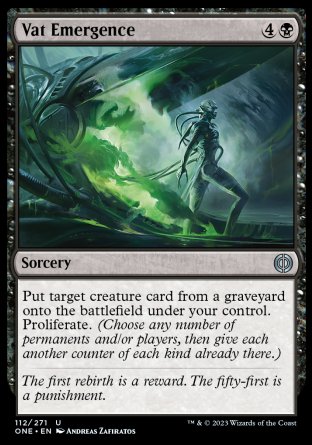 Vat Emergence 4
Sorcery
Put target creature card from a graveyard
onto the battlefield under your control.
Proliferate. (Choose any number of
permanents and/or players, then give each
another counter of each kind already there.)
The first rebirth is a reward. The fifty-first is
a punishment.
112/271 U
ONE • EN ANDREAS ZAFIRATOS ™ & © 2023 Wizards of the Coast